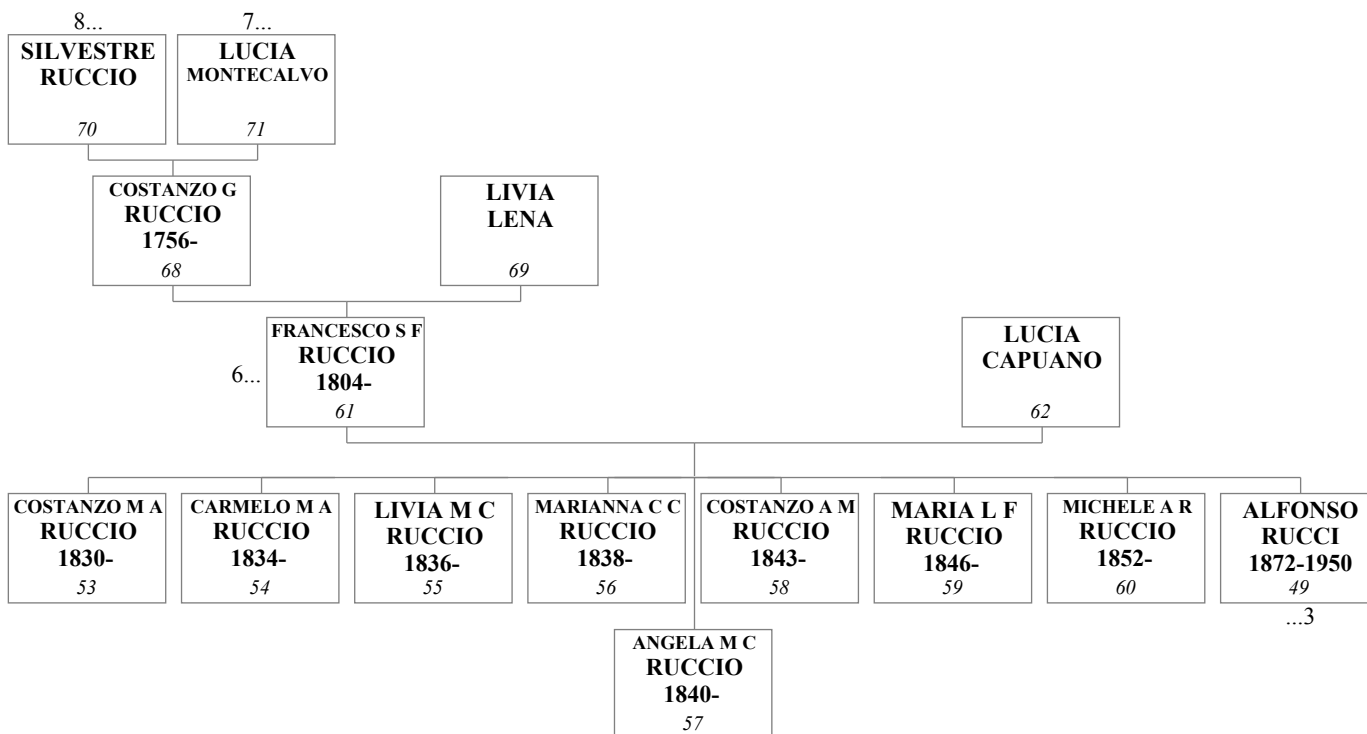 8...
7...
SILVESTRE
RUCCIO
70
LUCIA
MONTECALVO
71
COSTANZO G
RUCCIO
1756-
68
LIVIA
LENA
69
6...
FRANCESCO S F
RUCCIO
1804-
61
LUCIA
CAPUANO
62
COSTANZO M A
RUCCIO
1830-
53
CARMELO M A
RUCCIO
1834-
54
LIVIA M C
RUCCIO
1836-
55
MARIANNA C C
RUCCIO
1838-
56
COSTANZO A M
RUCCIO
1843-
58
MARIA L F
RUCCIO
1846-
59
MICHELE A R
RUCCIO
1852-
60
ALFONSO
RUCCI
1872-1950
49
...3
ANGELA M C
RUCCIO
1840-
57